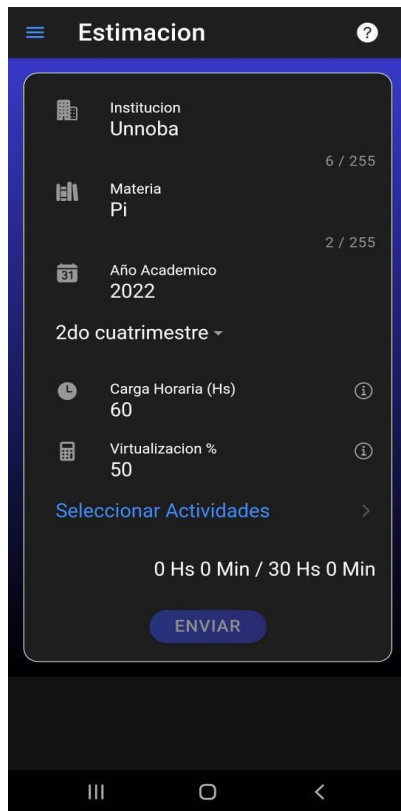 Estimacion
?
Institucion
Unnoba
6 / 255
Materia
Pi
2 / 255
31
Año Academico
2022
2do cuatrimestre
Carga Horaria (Hs)
60
Virtualizacion %
50
Seleccionar Actividades
0 Hs 0 Min / 30 Hs 0 Min
ENVIAR